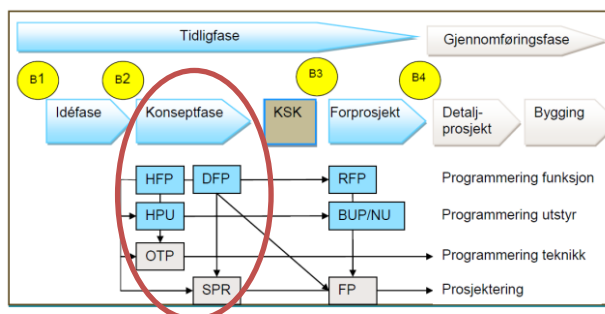 Tidligfase
Gjennomføringsfase
B1
B2
B3
B4
Idéfase
Konseptfase
KSK
Forprosjekt
Detalj-
prosjekt
Bygging
HFP
DFP
RFP
Programmering funksjon
HPU
BUP/NU
Programmering utstyr
OTP
Programmering teknikk
SPR
FP
Prosjektering